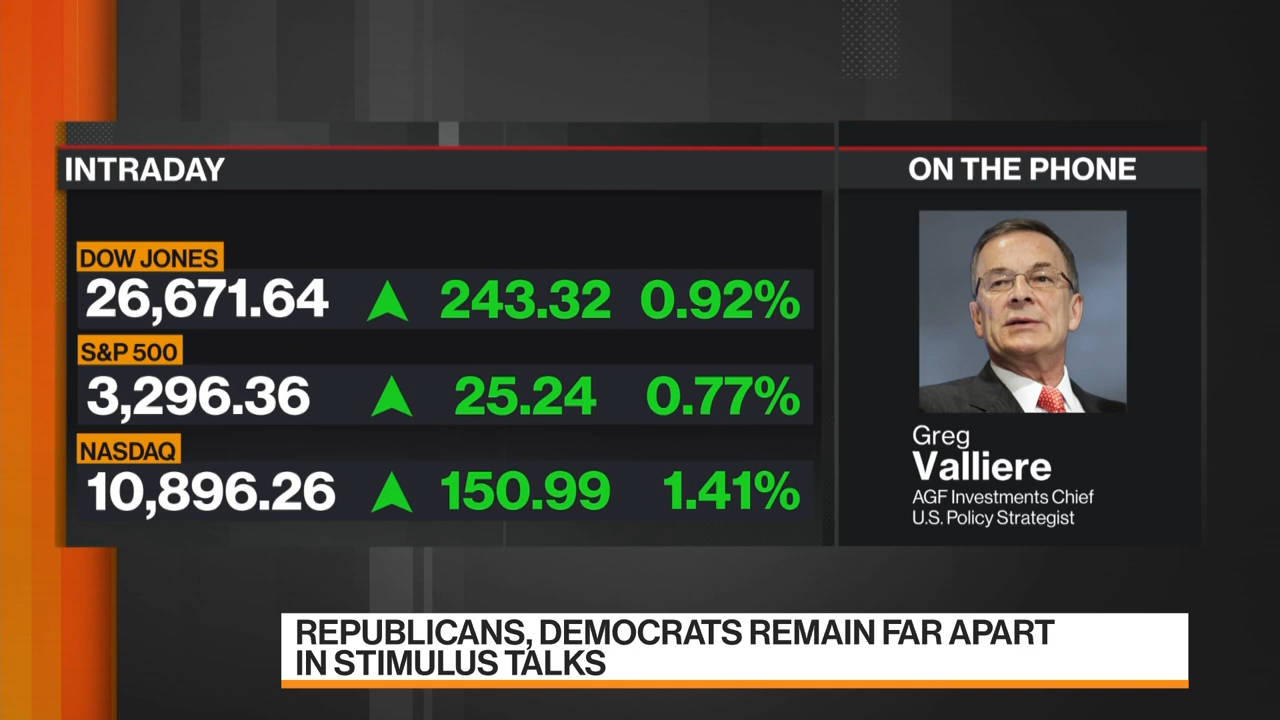 INTRADAY
DOW JONES
26,671.64 ▲ 243.32 0.92%
S&P 500
3,296.36 ▲ 25.24 0.77%
NASDAQ
10,896.26 ▲ 150.99 1.41%
ON THE PHONE
Greg
Valliere
AGF Investments Chief
U.S. Policy Strategist
REPUBLICANS, DEMOCRATS REMAIN FAR APART
IN STIMULUS TALKS